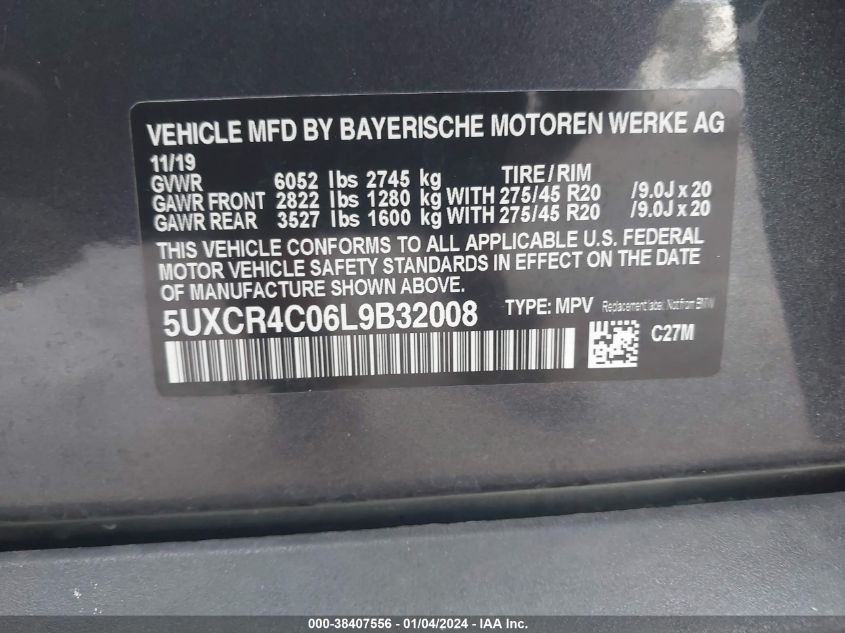 VEHICLE MFD BY BAYERISCHE MOTOREN WERKE AG
11/19
GVWR 6052 lbs 2745 kg TIRE/RIM
GAWR FRONT 2822 lbs 1280 kg WITH 275/45 R20 /9.0J x 20
GAWR REAR 3527 lbs 1600 kg WITH 275/45 R20 /9.0J x 20
THIS VEHICLE CONFORMS TO ALL APPLICABLE U.S. FEDERAL
MOTOR VEHICLE SAFETY STANDARDS IN EFFECT ON THE DATE
OF MANUFACTURE SHOWN ABOVE.
5UXCR4C06L9B32008 TYPE: MPV Replacement label, Not from BMW
C27M
000-38407556 - 01/04/2024 - IAAI.com